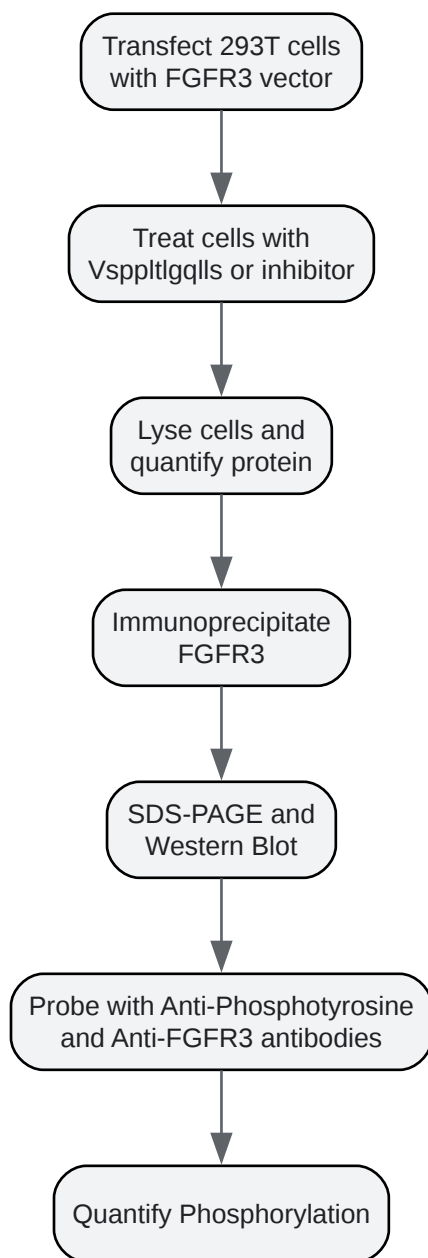 Transfect 293T cells
with FGFR3 vector
Treat cells with
Vsppltlgqlls or inhibitor
Lyse cells and
quantify protein
Immunoprecipitate
FGFR3
SDS-PAGE and
Western Blot
Probe with Anti-Phosphotyrosine
and Anti-FGFR3 antibodies
Quantify Phosphorylation